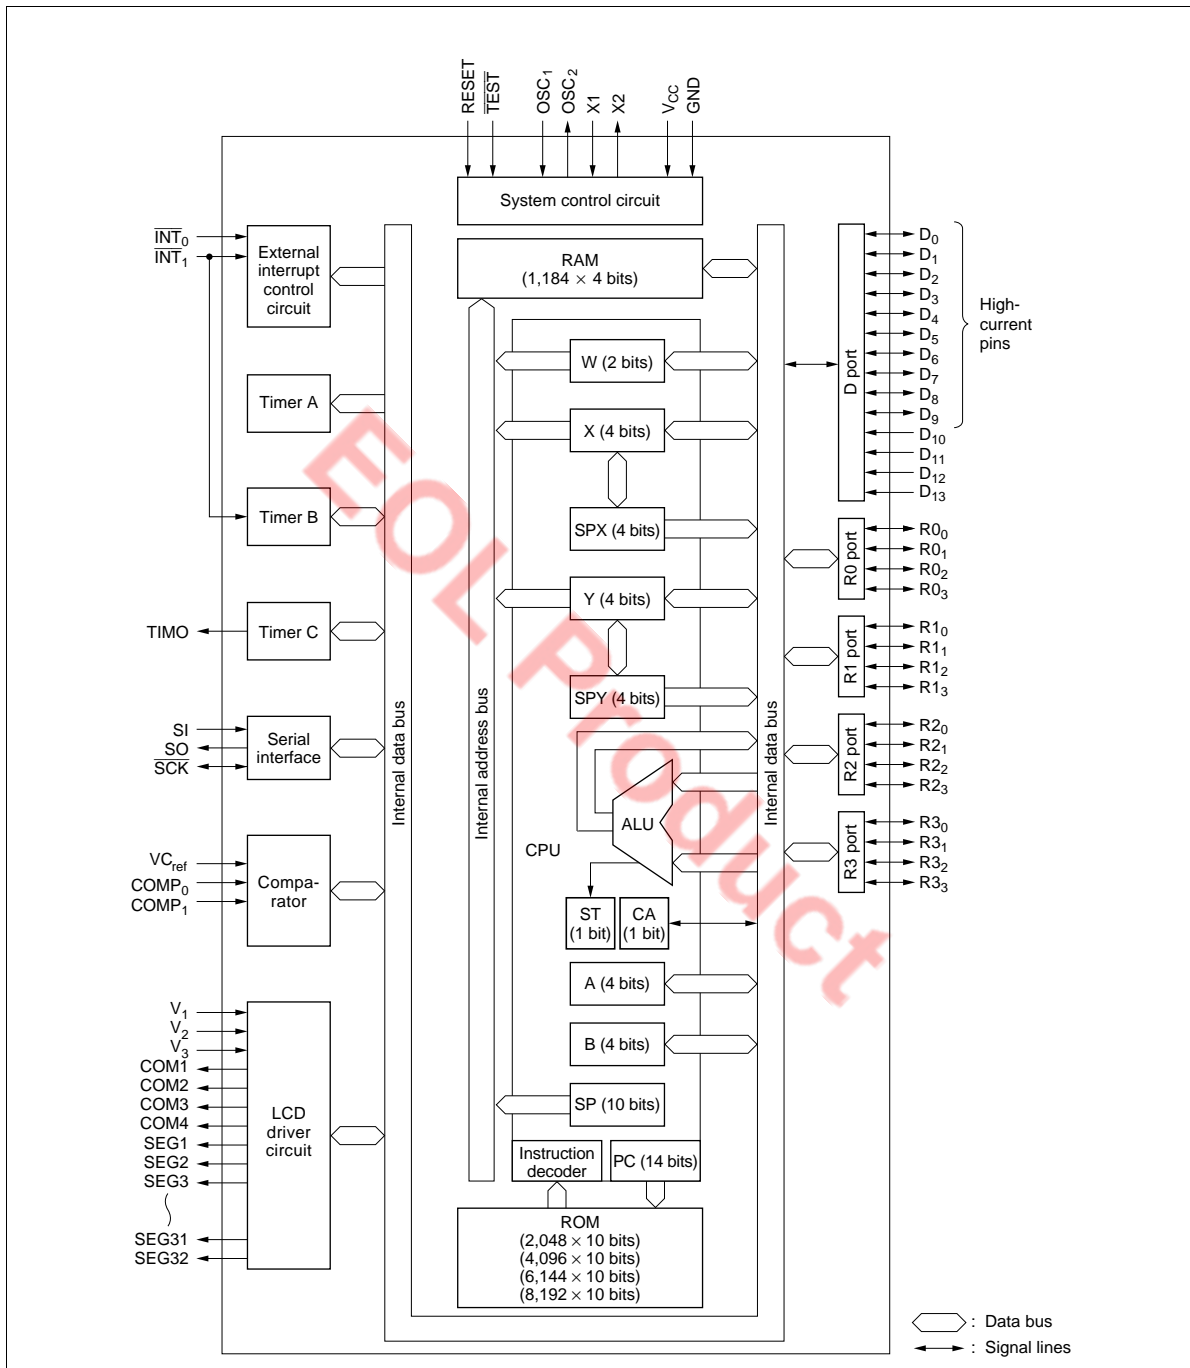 RESET
TEST
OSC1
OSC2
X1
X2
VCC
GND
System control circuit
INT0
INT1
External
interrupt
control
circuit
RAM
(1,184 × 4 bits)
D0
D1
D2
D3
D4
D5
D6
D7
D8
D9
D10
D11
D12
D13
High-
current
pins
D port
W (2 bits)
Timer A
X (4 bits)
Timer B
SPX (4 bits)
R00
R01
R02
R03
R0 port
Y (4 bits)
TIMO
Timer C
R10
R11
R12
R13
R1 port
SPY (4 bits)
SI
SO
SCK
Serial
interface
Internal data bus
Internal address bus
Internal data bus
R20
R21
R22
R23
R2 port
ALU
CPU
R30
R31
R32
R33
R3 port
VCref
COMP0
COMP1
Compa-
rator
ST
(1 bit)
CA
(1 bit)
A (4 bits)
B (4 bits)
V1
V2
V3
COM1
COM2
COM3
COM4
SEG1
SEG2
SEG3
SEG31
SEG32
LCD
driver
circuit
SP (10 bits)
Instruction
decoder
PC (14 bits)
ROM
(2,048 × 10 bits)
(4,096 × 10 bits)
(6,144 × 10 bits)
(8,192 × 10 bits)
: Data bus
: Signal lines
EOL Product